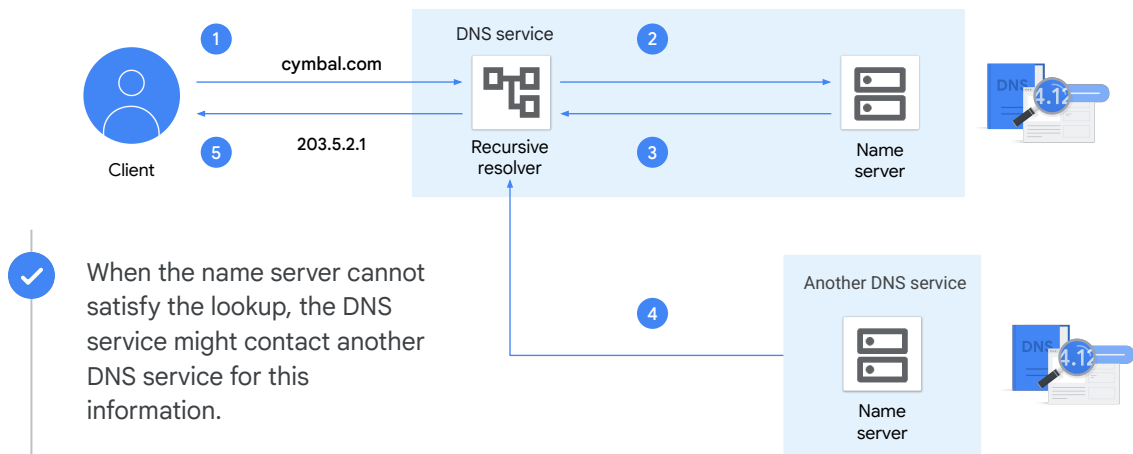 DNS service
1
2
cymbal.com
DNS
4.12
5
203.5.2.1
3
Client
Recursive
resolver
Name
server
When the name server cannot
satisfy the lookup, the DNS
service might contact another
DNS service for this
information.
Another DNS service
4
DNS
4.12
Name
server